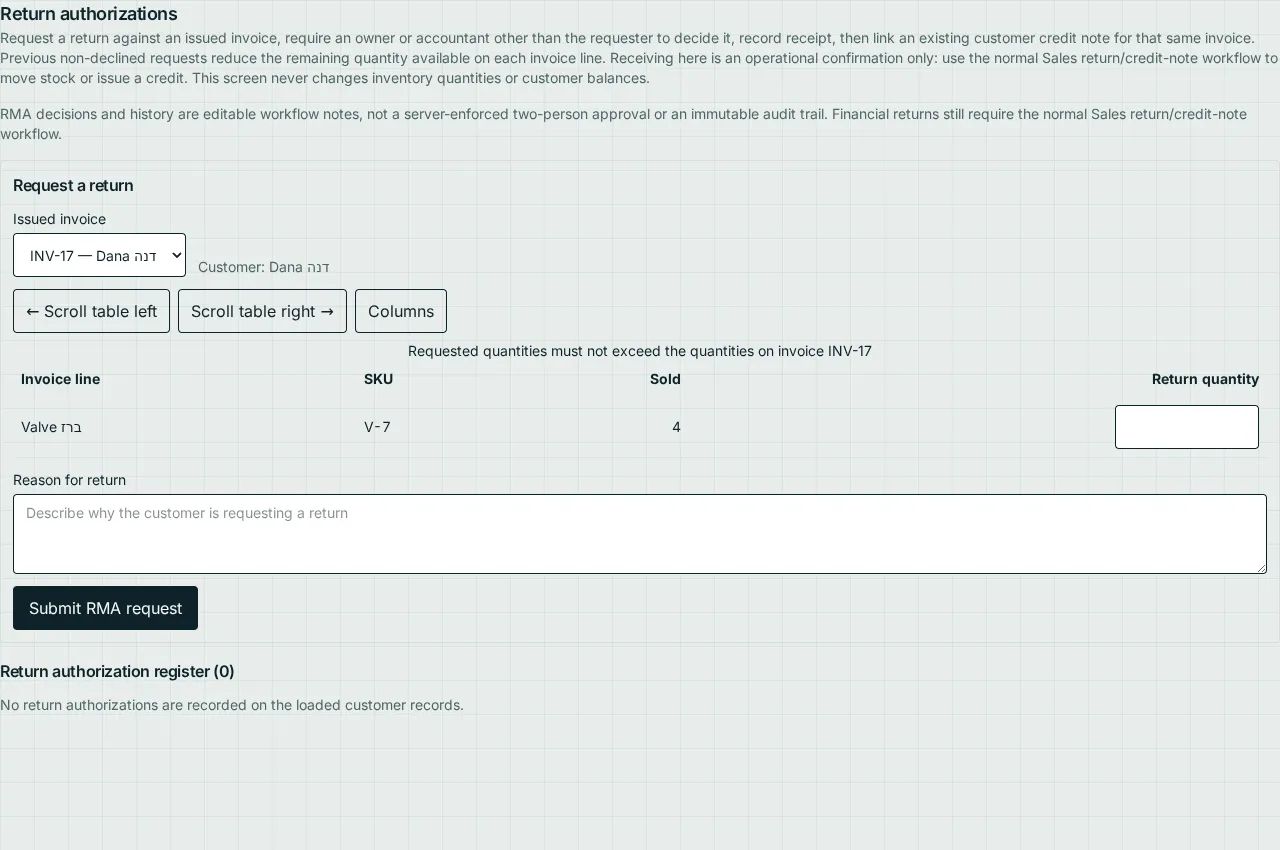 Return authorizations
Request a return against an issued invoice, require an owner or accountant other than the requester to decide it, record receipt, then link an existing customer credit note for that same invoice.
Previous non-declined requests reduce the remaining quantity available on each invoice line. Receiving here is an operational confirmation only: use the normal Sales return/credit-note workflow to
move stock or issue a credit. This screen never changes inventory quantities or customer balances.
RMA decisions and history are editable workflow notes, not a server-enforced two-person approval or an immutable audit trail. Financial returns still require the normal Sales return/credit-note
workflow.
Request a return
Issued invoice
INV-17 — Dana דנה
Customer: Dana דנה
← Scroll table left
Scroll table right →
Columns
Requested quantities must not exceed the quantities on invoice INV-17
Invoice line SKU Sold Return quantity
Valve ברז V-7 4
Reason for return
Describe why the customer is requesting a return
Submit RMA request
Return authorization register (0)
No return authorizations are recorded on the loaded customer records.